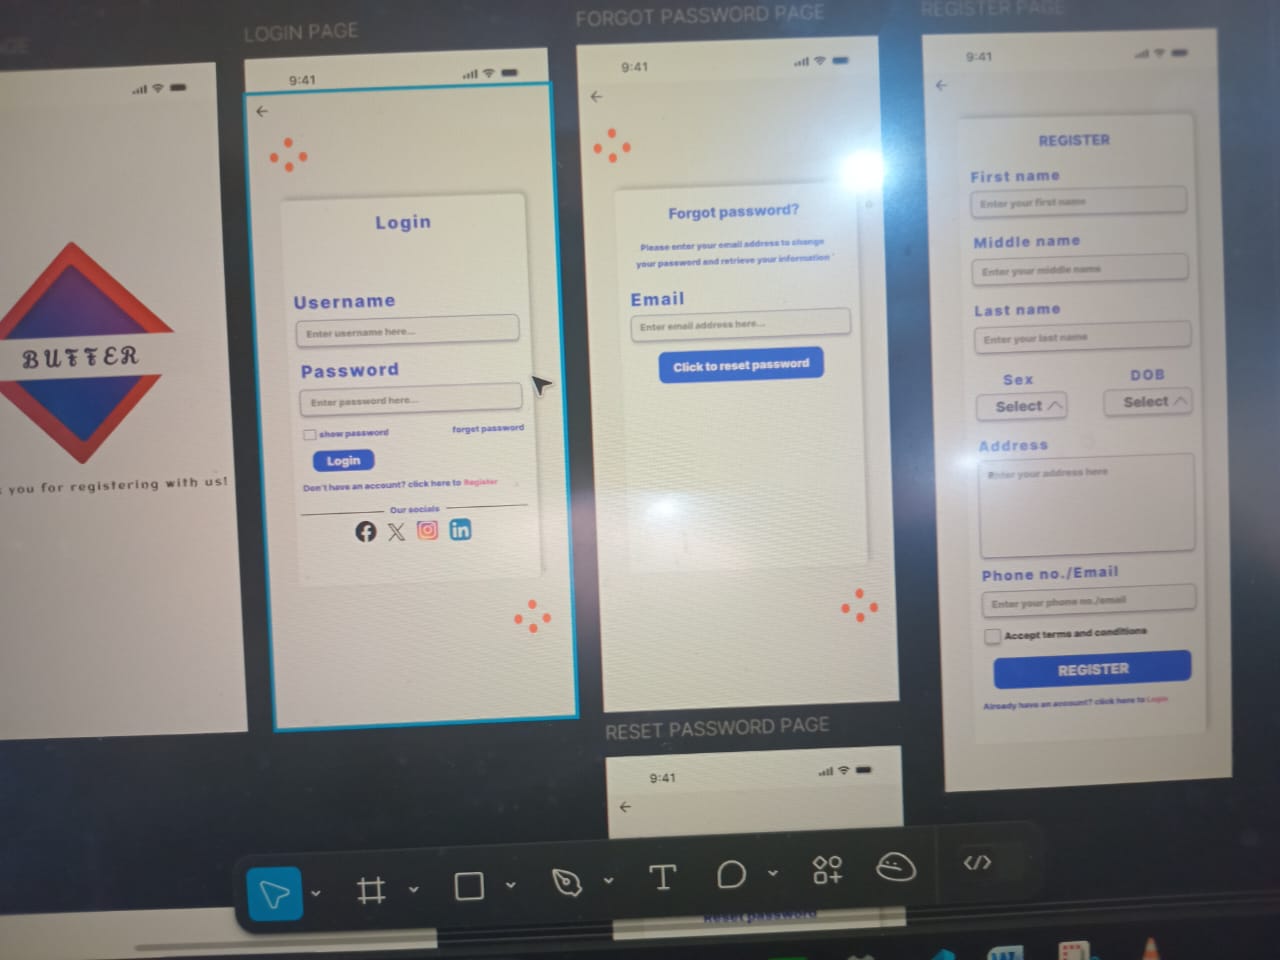 LOGIN PAGE
FORGOT PASSWORD PAGE
REGISTER PAGE
BUFFER
you for registering with us!
9:41
Login
Username
Enter username here...
Password
Enter password here...
show password
forget password
Login
Don't have an account? click here to Register
Our socials
in
9:41
Forgot password?
Please enter your email address to change
your password and retrieve your information
Email
Enter email address here...
Click to reset password
9:41
REGISTER
First name
Enter your first name
Middle name
Enter your middle name
Last name
Enter your last name
Sex
DOB
Select
Select
Address
Enter your address here
Phone no./Email
Enter your phone no./email
Accept terms and conditions
REGISTER
Already have an account? click here to Login
RESET PASSWORD PAGE
9:41
Reset password